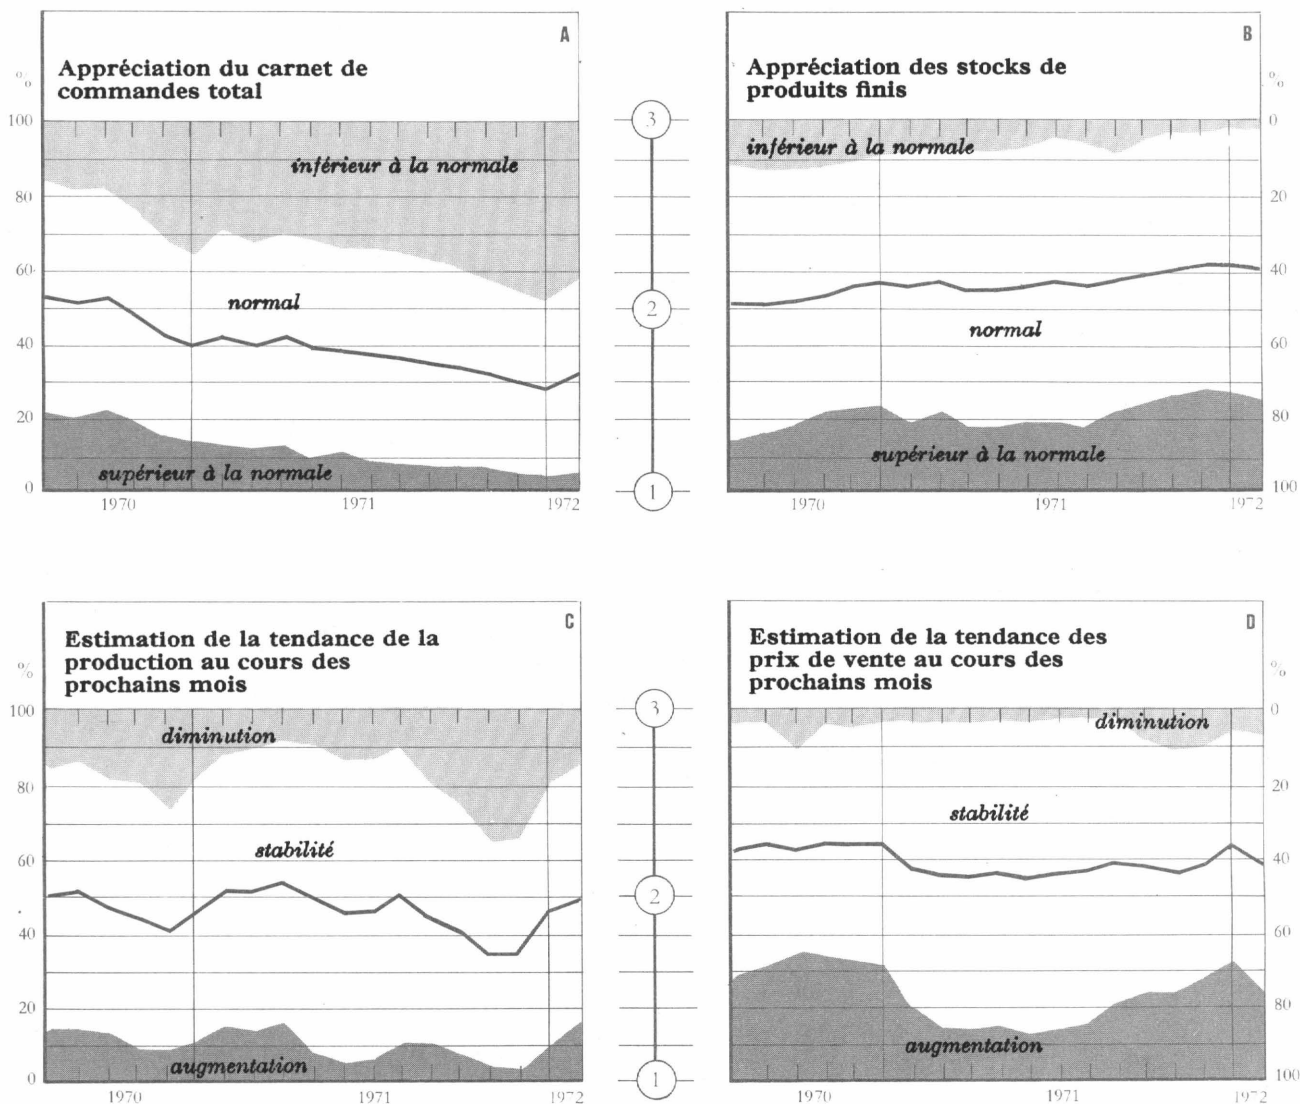 A
Appréciation du carnet de
commandes total
%
100
80
60
40
20
0
inférieur à la normale
normal
supérieur à la normale
1970
1971
1972
3
2
1
B
Appréciation des stocks de
produits finis
%
0
20
40
60
80
100
inférieur à la normale
normal
supérieur à la normale
1970
1971
1972
C
Estimation de la tendance de la
production au cours des
prochains mois
%
100
80
60
40
20
0
diminution
stabilité
augmentation
1970
1971
1972
3
2
1
D
Estimation de la tendance des
prix de vente au cours des
prochains mois
%
0
20
40
60
80
100
diminution
stabilité
augmentation
1970
1971
1972